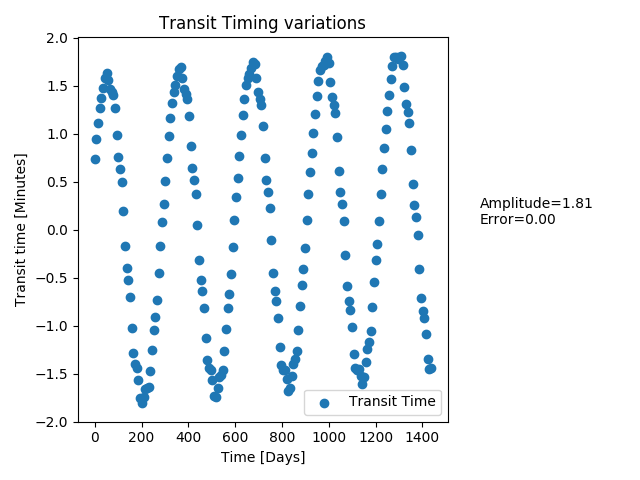 Transit Timing variations
2.0
1.5
1.0
0.5
0.0
−0.5
−1.0
−1.5
−2.0
Transit time [Minutes]
Amplitude=1.81
Error=0.00
Transit Time
0 200 400 600 800 1000 1200 1400
Time [Days]